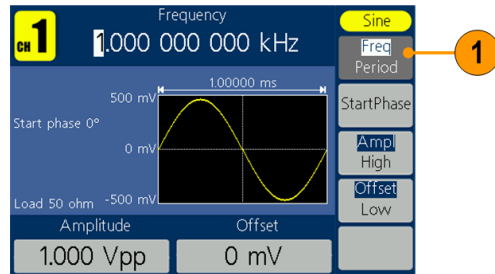 Frequency
CH 1
1.000 000 000 kHz
Sine
Freq
Period
1
1.00000 ms
500 mV
StartPhase
Start phase 0°
0 mV
Ampl
High
Offset
Low
Load 50 ohm
-500 mV
Amplitude
Offset
1.000 Vpp
0 mV